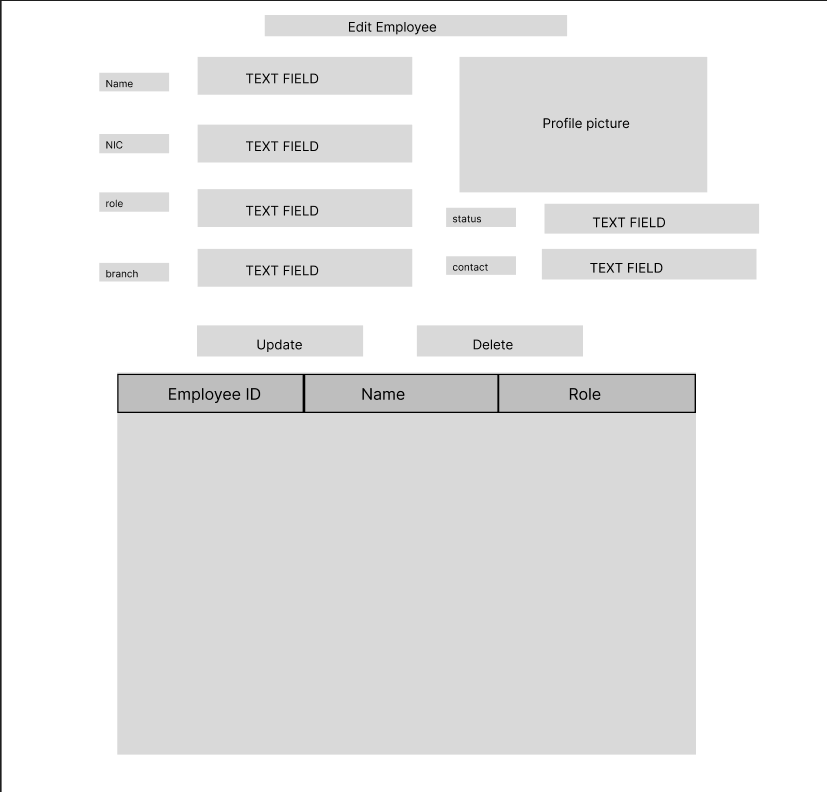 Edit Employee
Name
TEXT FIELD
Profile picture
NIC
TEXT FIELD
role
TEXT FIELD
status
TEXT FIELD
branch
TEXT FIELD
contact
TEXT FIELD
Update
Delete
Employee ID
Name
Role